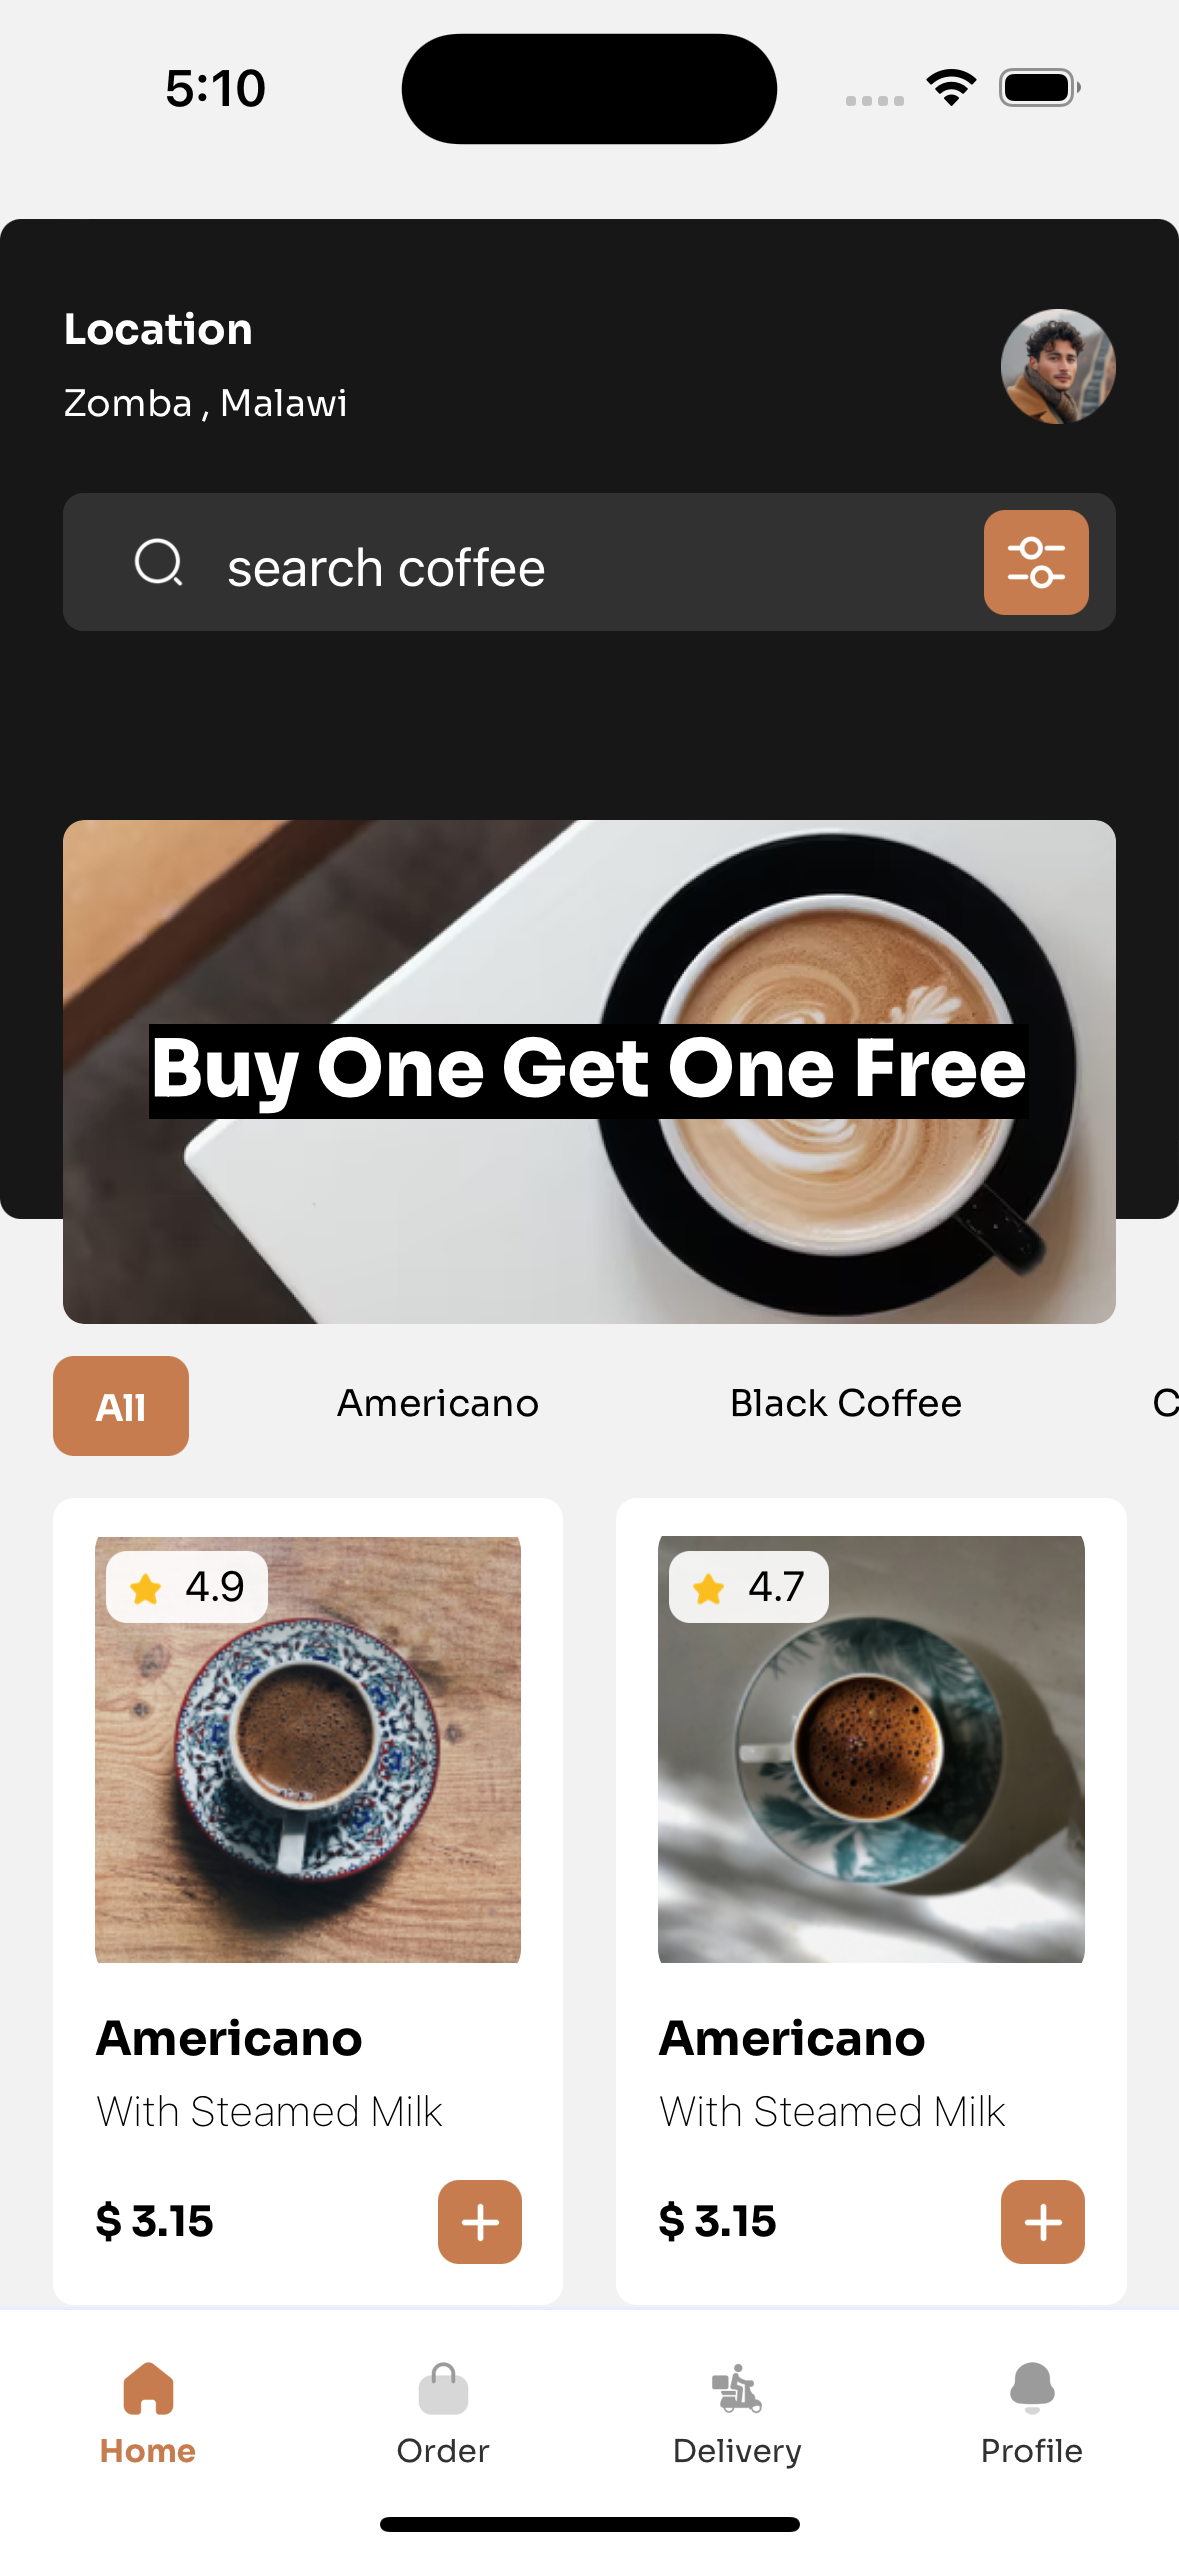 5:10
Location
Zomba , Malawi
search coffee
Buy One Get One Free
All Americano Black Coffee C
4.9 4.7
Americano Americano
With Steamed Milk With Steamed Milk
$ 3.15 $ 3.15
Home Order Delivery Profile